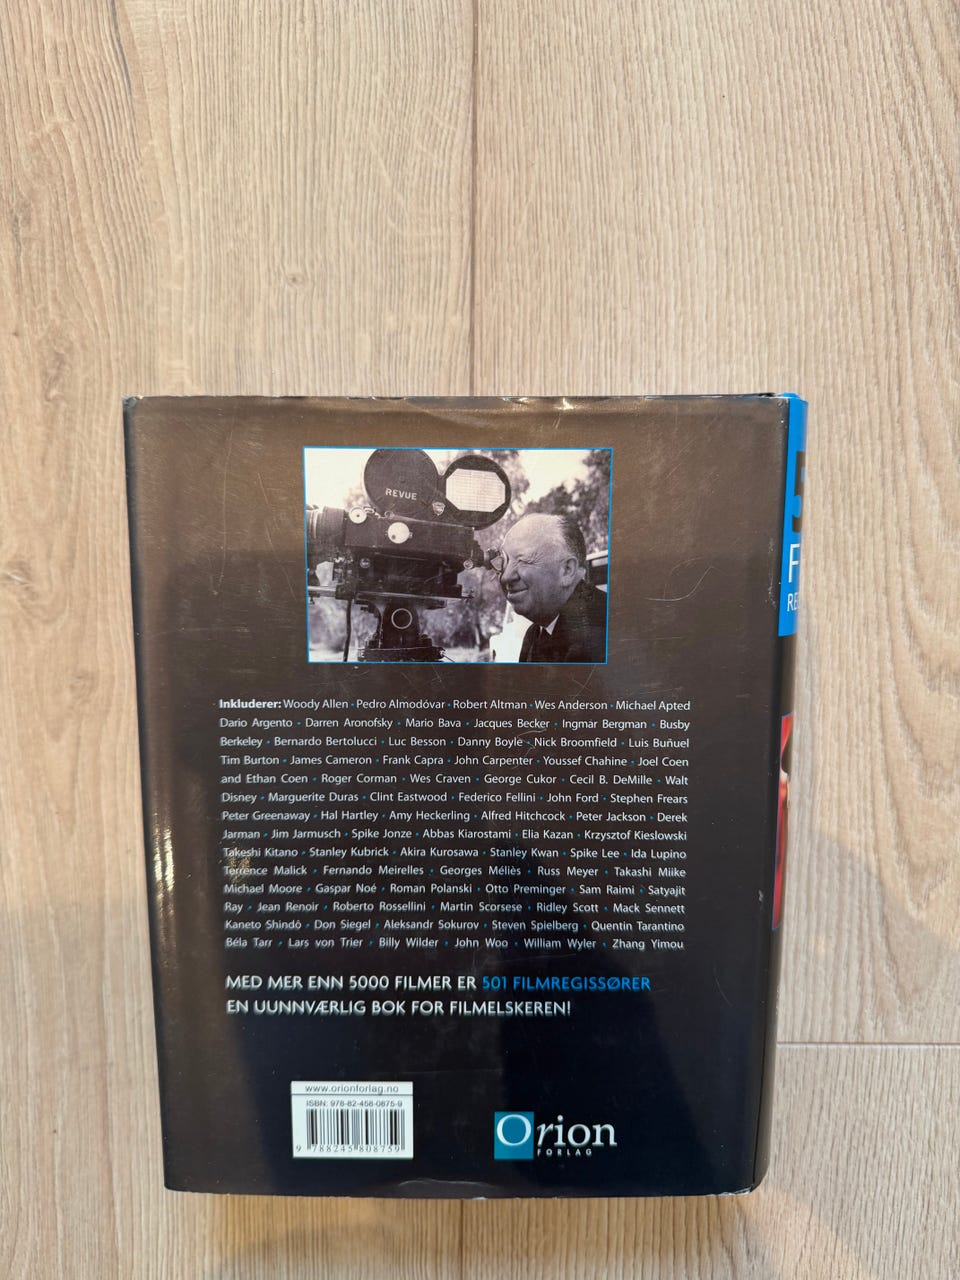 REVUE
Inkluderer: Woody Allen • Pedro Almodóvar • Robert Altman • Wes Anderson • Michael Apted
Dario Argento • Darren Aronofsky • Mario Bava • Jacques Becker • Ingmar Bergman • Busby
Berkeley • Bernardo Bertolucci • Luc Besson • Danny Boyle • Nick Broomfield • Luis Buñuel
Tim Burton • James Cameron • Frank Capra • John Carpenter • Youssef Chahine • Joel Coen
and Ethan Coen • Roger Corman • Wes Craven • George Cukor • Cecil B. DeMille • Walt
Disney • Marguerite Duras • Clint Eastwood • Federico Fellini • John Ford • Stephen Frears
Peter Greenaway • Hal Hartley • Amy Heckerling • Alfred Hitchcock • Peter Jackson • Derek
Jarman • Jim Jarmusch • Spike Jonze • Abbas Kiarostami • Elia Kazan • Krzysztof Kieslowski
Takeshi Kitano • Stanley Kubrick • Akira Kurosawa • Stanley Kwan • Spike Lee • Ida Lupino
Terrence Malick • Fernando Meirelles • Georges Méliès • Russ Meyer • Takashi Miike
Michael Moore • Gaspar Noé • Roman Polanski • Otto Preminger • Sam Raimi • Satyajit
Ray • Jean Renoir • Roberto Rossellini • Martin Scorsese • Ridley Scott • Mack Sennett
Kaneto Shindô • Don Siegel • Aleksandr Sokurov • Steven Spielberg • Quentin Tarantino
Béla Tarr • Lars von Trier • Billy Wilder • John Woo • William Wyler • Zhang Yimou
MED MER ENN 5000 FILMER ER 501 FILMREGISSØRER
EN UUNNVÆRLIG BOK FOR FILMELSKEREN!
www.orionforlag.no
ISBN: 978-82-458-0875-9
9 788245 808759
Orion
FORLAG